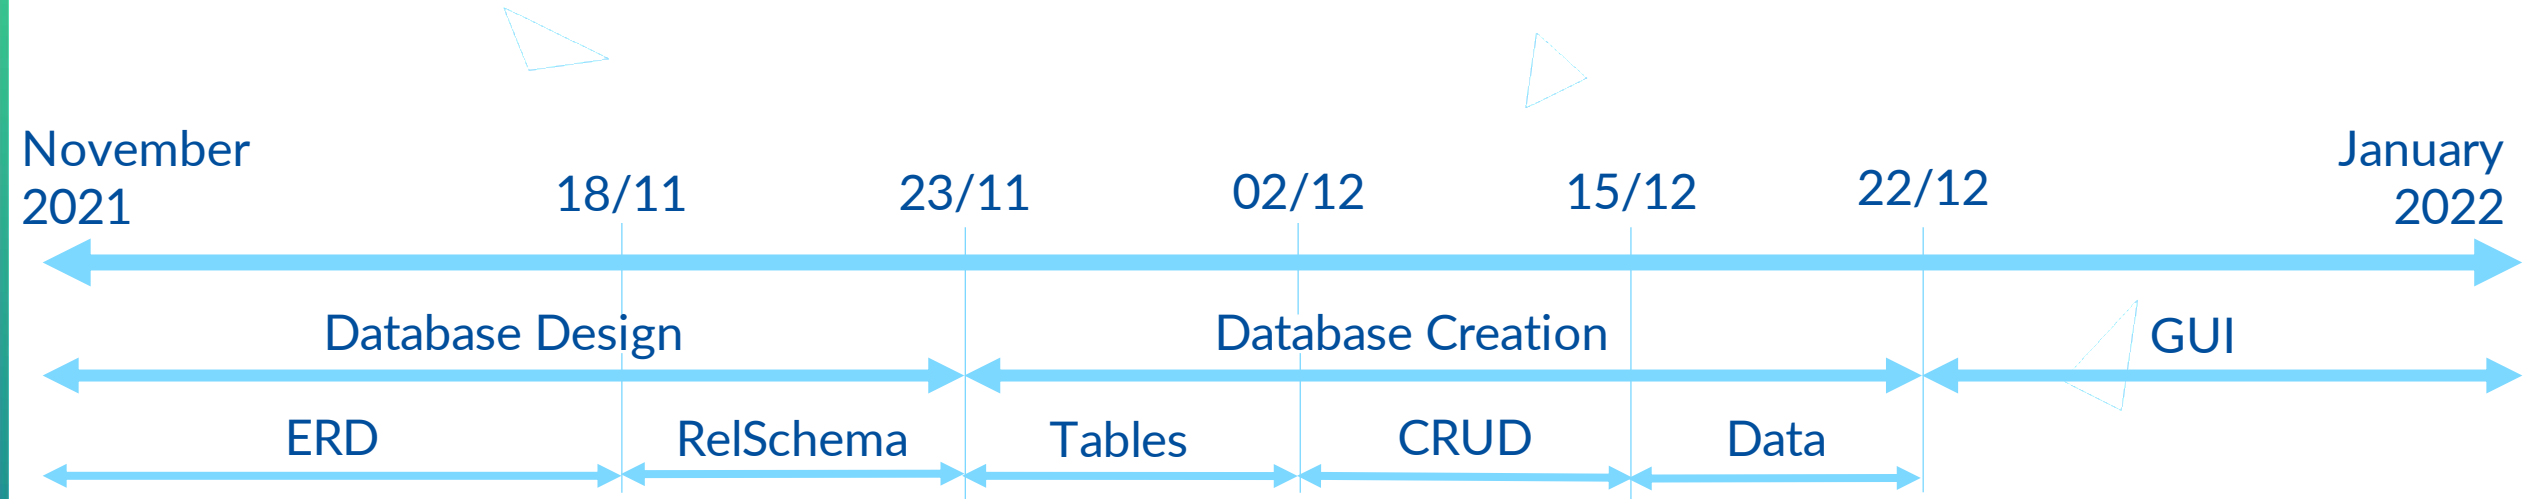 November
2021
18/11
23/11
02/12
15/12
22/12
January
2022
Database Design
Database Creation
GUI
ERD
RelSchema
Tables
CRUD
Data